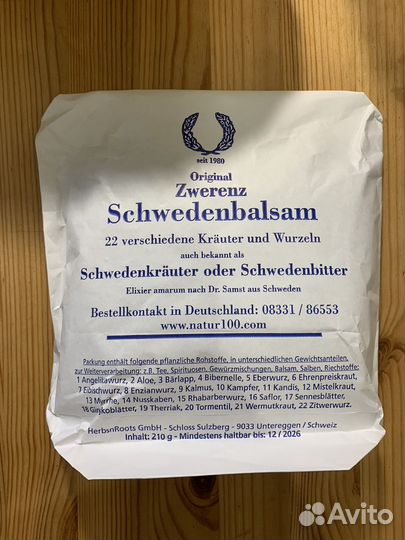 seit 1980
Original
Zwerenz
Schwedenbalsam
22 verschiedene Kräuter und Wurzeln
auch bekannt als
Schwedenkräuter oder Schwedenbitter
Elixier amarum nach Dr. Samst aus Schweden
Bestellkontakt in Deutschland: 08331 / 86553
www.natur100.com
Packung enthält folgende pflanzliche Rohstoffe, in unterschiedlichen Gewichtsanteilen,
zur Weiterverarbeitung: z.B. Tee, Spirituosen, Gewürzmischungen, Balsam, Salben, Riechstoffe:
1 Angelikawurz, 2 Aloe, 3 Bärlapp, 4 Bibernelle, 5 Eberwurz, 6 Ehrenpreiskraut,
7 Eibischwurz, 8 Enzianwurz, 9 Kalmus, 10 Kampfer, 11 Kandis, 12 Mistelkraut,
13 Myrrhe, 14 Nusskaben, 15 Rhabarberwurz, 16 Saflor, 17 Sennesblätter,
18 Ginkoblätter, 19 Theriak, 20 Tormentil, 21 Wermutkraut, 22 Zitwerwurz.
HerbsnRoots GmbH - Schloss Sulzberg - 9033 Untereggen / Schweiz
Inhalt: 210 g - Mindestens haltbar bis: 12 / 2026
Avito